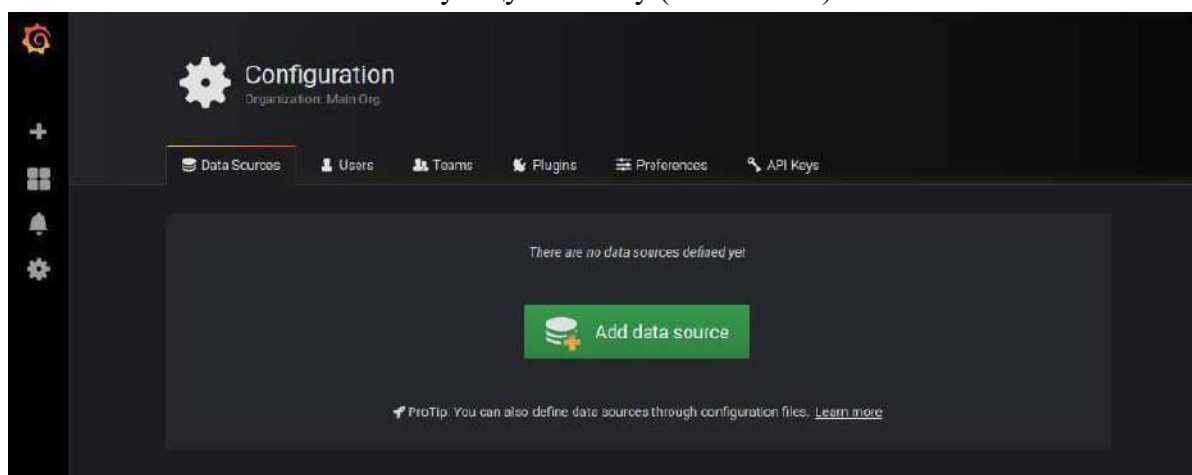 Configuration
Organization: Main Org.
Data Sources Users Teams Plugins Preferences API Keys
There are no data sources defined yet
Add data source
ProTip: You can also define data sources through configuration files. Learn more